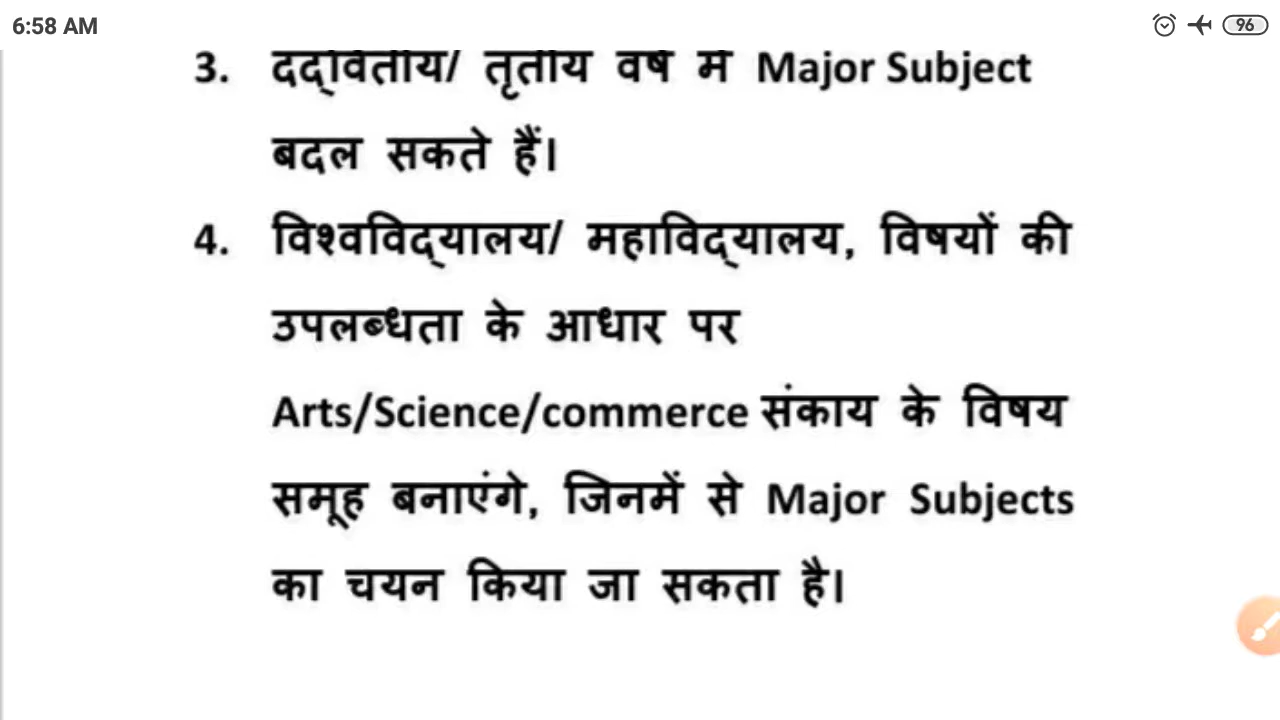 6:58 AM
96
3. दद्वितीय/ तृतीय वर्ष में Major Subject
बदल सकते हैं।
4. विश्वविद्यालय/ महाविद्यालय, विषयों की
उपलब्धता के आधार पर
Arts/Science/commerce संकाय के विषय
समूह बनाएंगे, जिनमें से Major Subjects
का चयन किया जा सकता है।